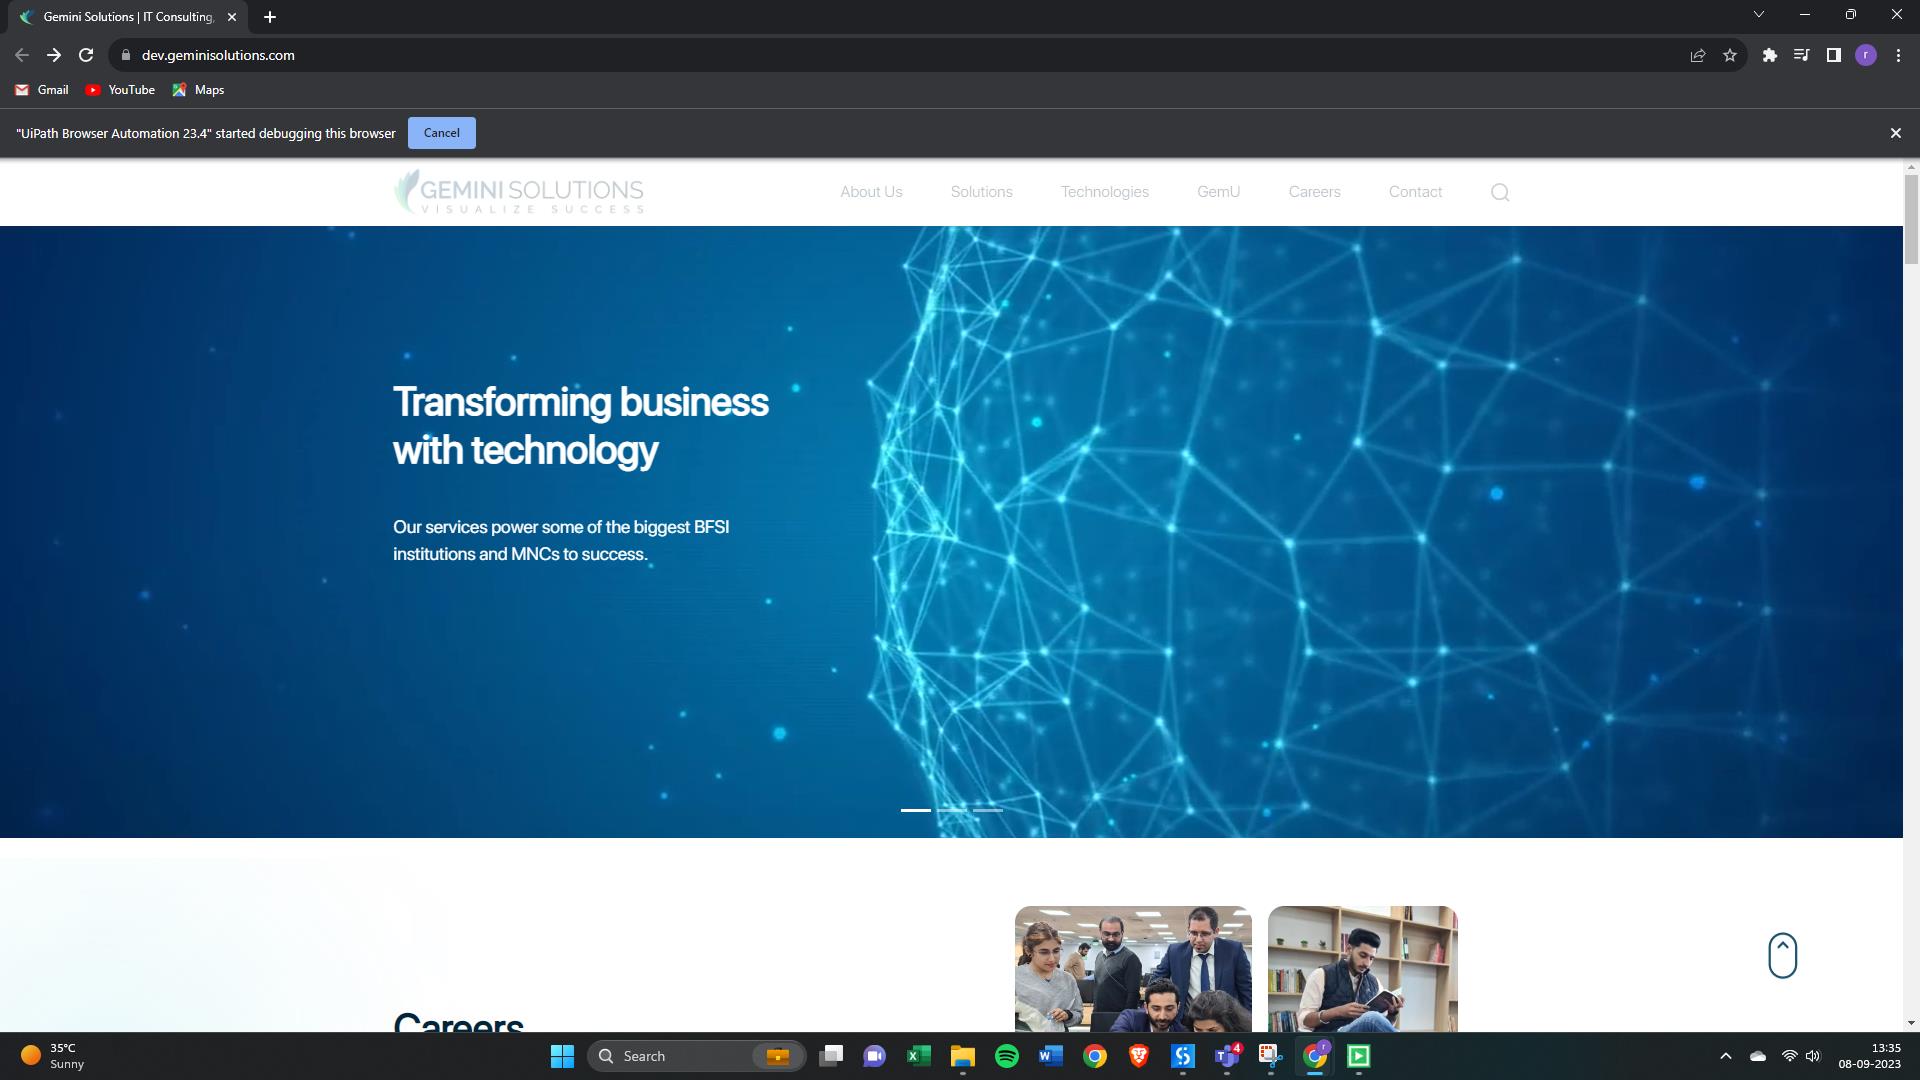 Gemini Solutions | IT Consulting,
dev.geminisolutions.com
r
Gmail YouTube Maps
"UiPath Browser Automation 23.4" started debugging this browser Cancel
GEMINI SOLUTIONS
VISUALIZE SUCCESS
About Us Solutions Technologies GemU Careers Contact
Transforming business
with technology
Our services power some of the biggest BFSI
institutions and MNCs to success.
Careers
35°C
Sunny
Search
4
r
13:35
08-09-2023